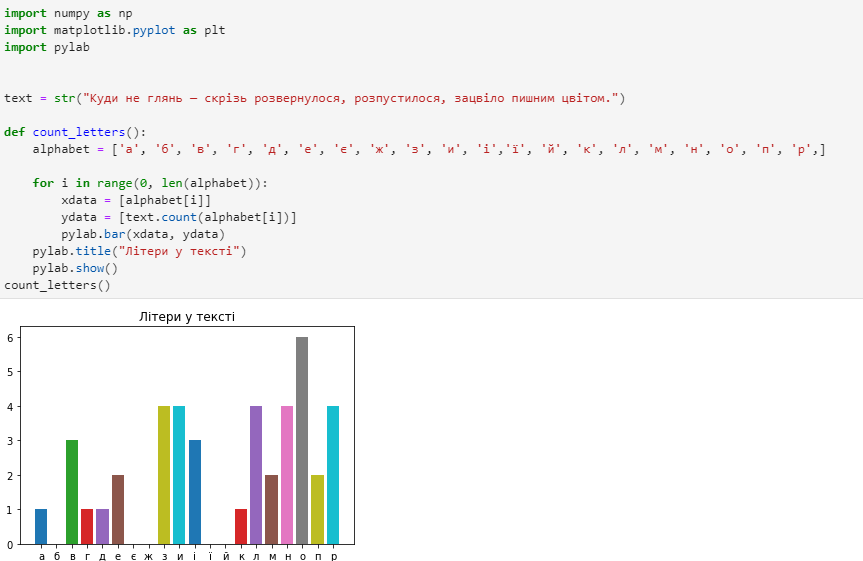 import numpy as np
import matplotlib.pyplot as plt
import pylab
text = str("Куди не глянь — скрізь розвернулося, розпустилося, зацвіло пишним цвітом.")
def count_letters():
    alphabet = ['а', 'б', 'в', 'г', 'д', 'е', 'є', 'ж', 'з', 'и', 'і','ї', 'й', 'к', 'л', 'м', 'н', 'о', 'п', 'р',]
    for i in range(0, len(alphabet)):
        xdata = [alphabet[i]]
        ydata = [text.count(alphabet[i])]
        pylab.bar(xdata, ydata)
    pylab.title("Літери у тексті")
    pylab.show()
count_letters()
Літери у тексті
6
5
4
3
2
1
0
а б в г д е є ж з и і ї й к л м н о п р